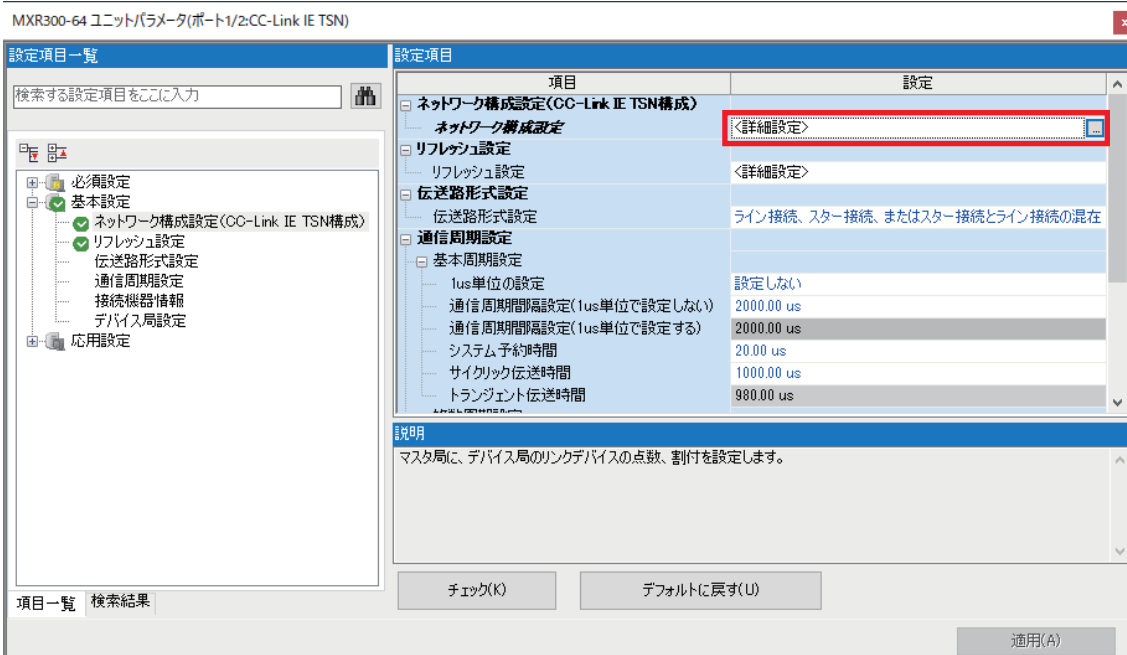 MXR300-64 ユニットパラメータ(ポート1/2:CC-Link IE TSN)
設定項目一覧
検索する設定項目をここに入力
必須設定
基本設定
ネットワーク構成設定(CC-Link IE TSN構成)
リフレッシュ設定
伝送路形式設定
通信周期設定
接続機器情報
デバイス局設定
応用設定
項目一覧 検索結果
設定項目
項目 設定
ネットワーク構成設定(CC-Link IE TSN構成)
ネットワーク構成設定 <詳細設定> ...
リフレッシュ設定
リフレッシュ設定 <詳細設定>
伝送路形式設定
伝送路形式設定 ライン接続、スター接続、またはスター接続とライン接続の混在
通信周期設定
基本周期設定
1us単位の設定 設定しない
通信周期間隔設定(1us単位で設定しない) 2000.00 us
通信周期間隔設定(1us単位で設定する) 2000.00 us
システム予約時間 20.00 us
サイクリック伝送時間 1000.00 us
トランジェント伝送時間 980.00 us
説明
マスタ局に、デバイス局のリンクデバイスの点数、割付を設定します。
チェック(K) デフォルトに戻す(U)
適用(A)